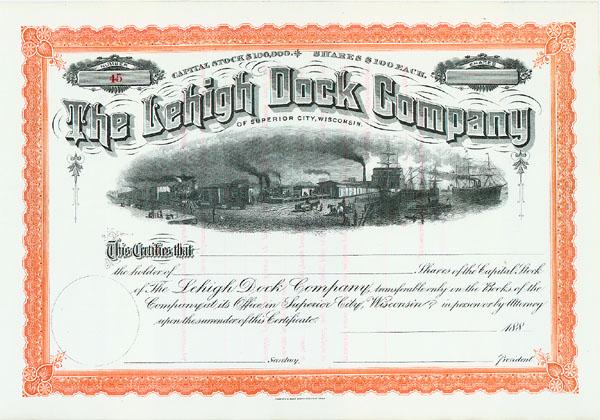 CAPITAL STOCK $100,000. SHARES $100 EACH.
NUMBER
SHARES
45
The Lehigh Dock Company
OF SUPERIOR CITY, WISCONSIN.
This Certifies that
the holder of Shares of the Capital Stock
of The Lehigh Dock Company, transferable only on the Books of the
Company, at its Office in Superior City, Wisconsin, in person or by Attorney
upon the surrender of this Certificate. 188
Secretary President